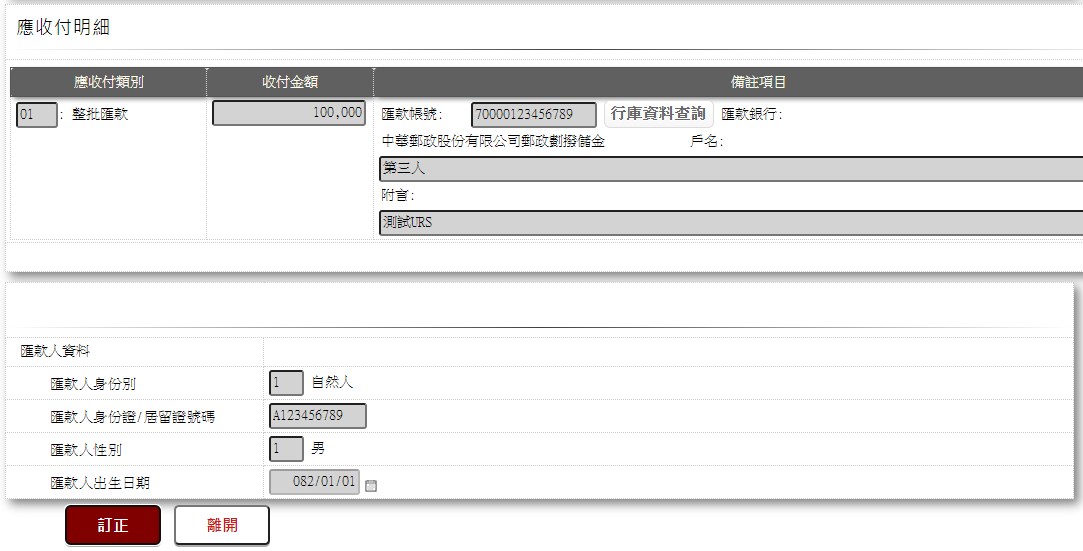 應收付明細
應收付類別 收付金額 備註項目
01 : 整批匯款 100,000 匯款帳號: 70000123456789 行庫資料查詢 匯款銀行:
中華郵政股份有限公司郵政劃撥儲金 戶名:
第三人
附言:
測試URS
匯款人資料
匯款人身份別 1 自然人
匯款人身份證/居留證號碼 A123456789
匯款人性別 1 男
匯款人出生日期 082/01/01
訂正 離開